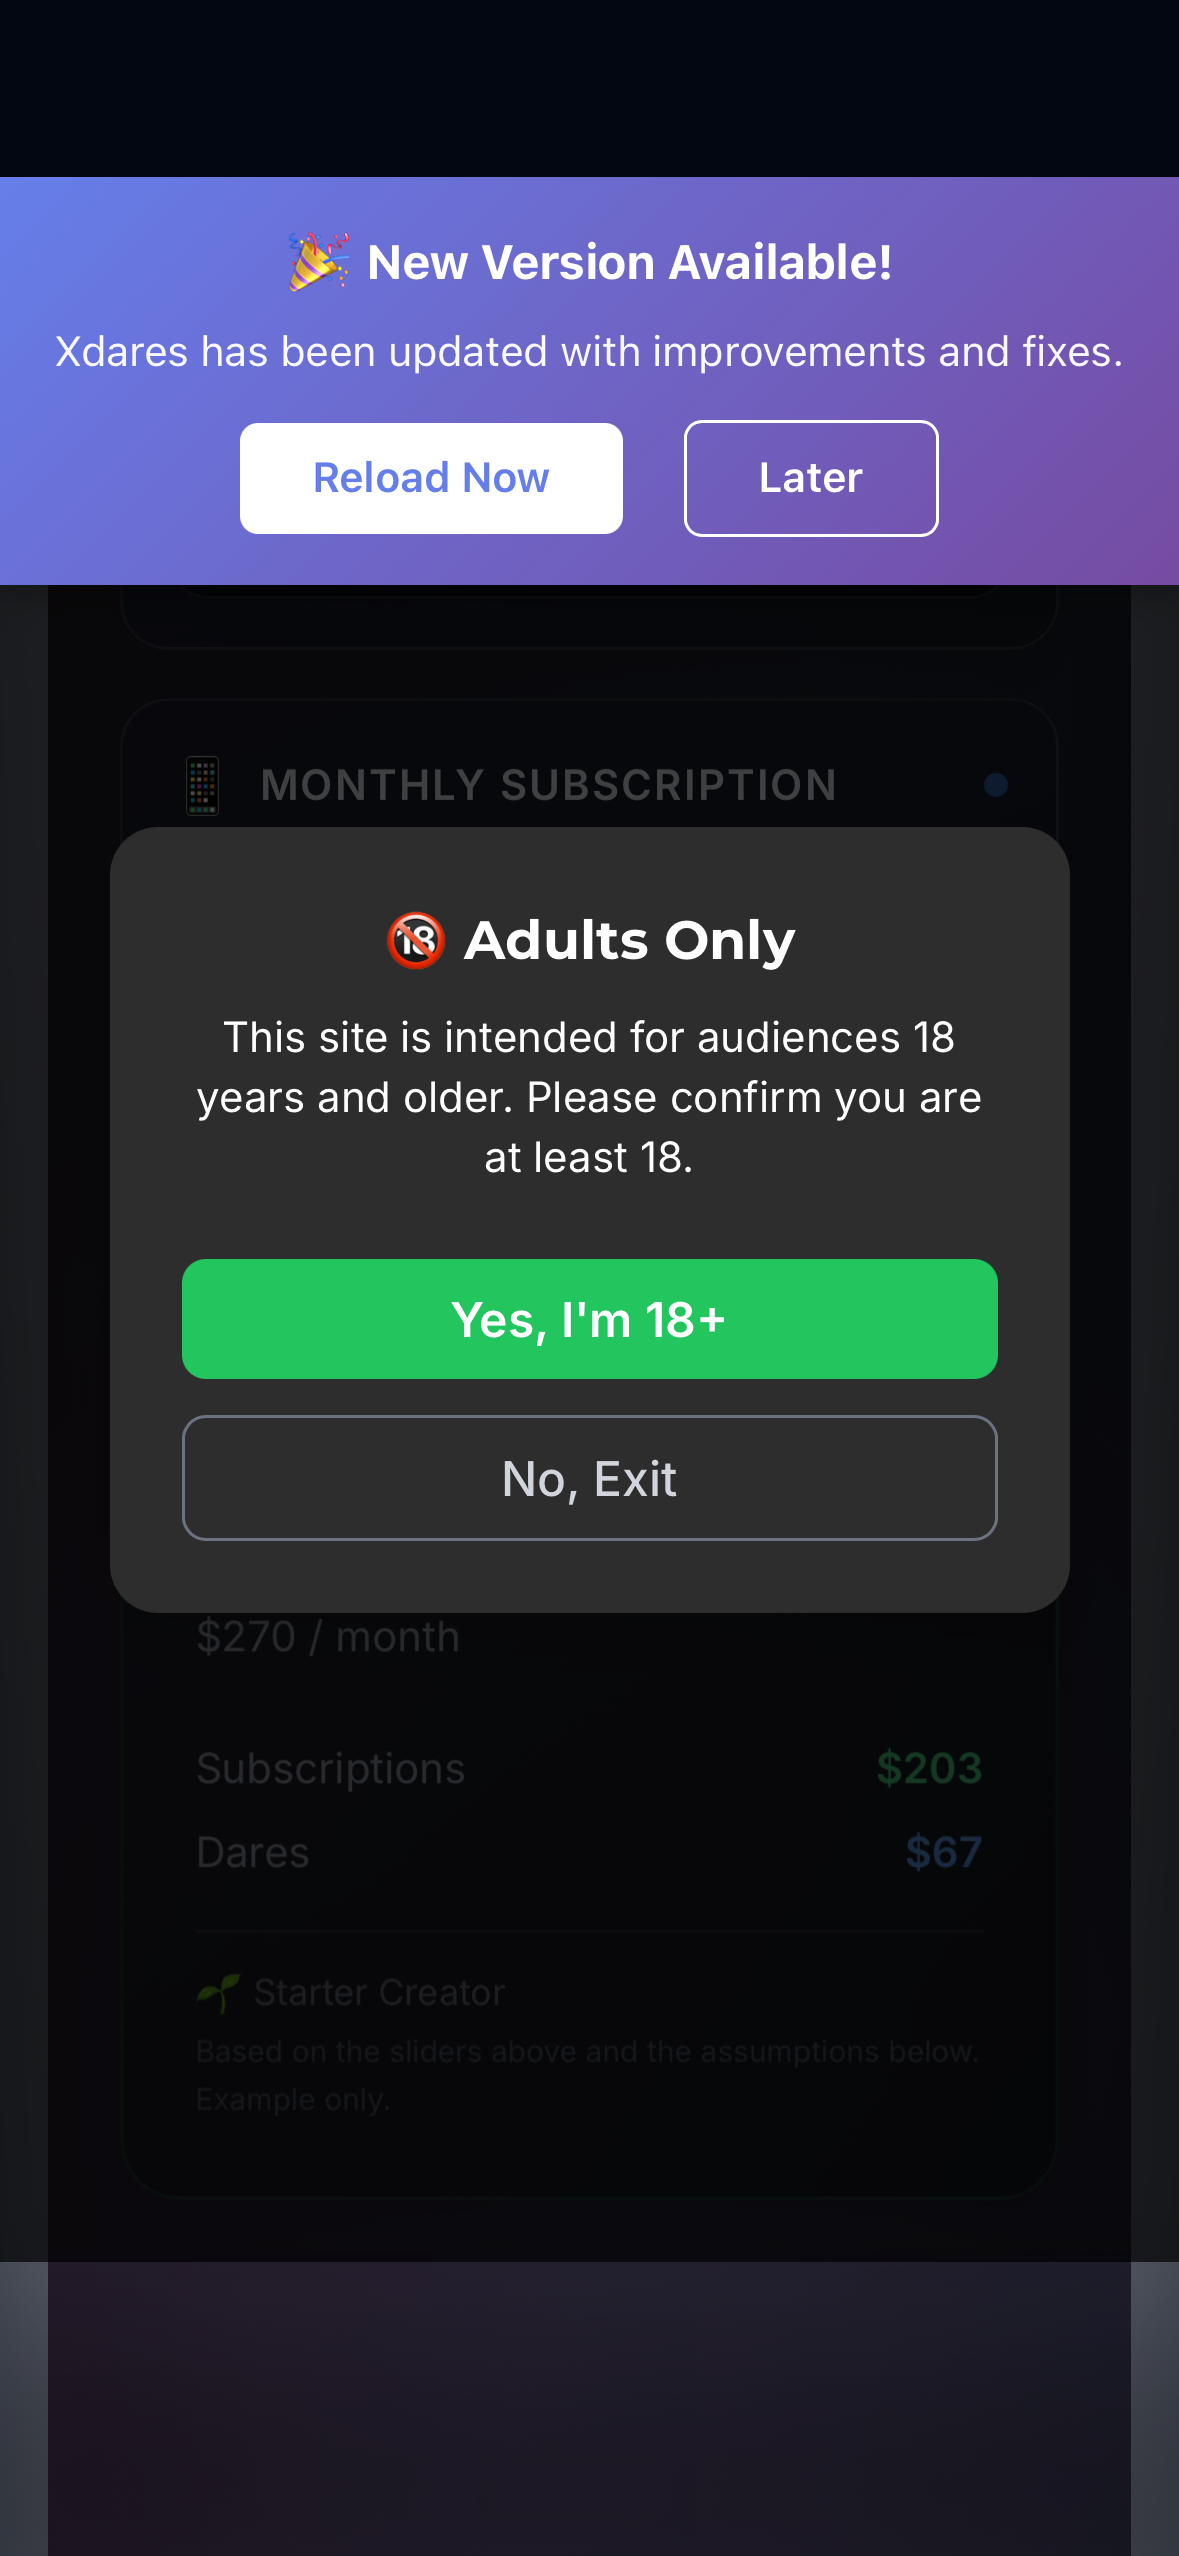 🎉 New Version Available!
Xdares has been updated with improvements and fixes.
Reload Now
Later
MONTHLY SUBSCRIPTION
🔞 Adults Only
This site is intended for audiences 18
years and older. Please confirm you are
at least 18.
Yes, I'm 18+
No, Exit
$270 / month
Subscriptions $203
Dares $67
🌱 Starter Creator
Based on the sliders above and the assumptions below.
Example only.